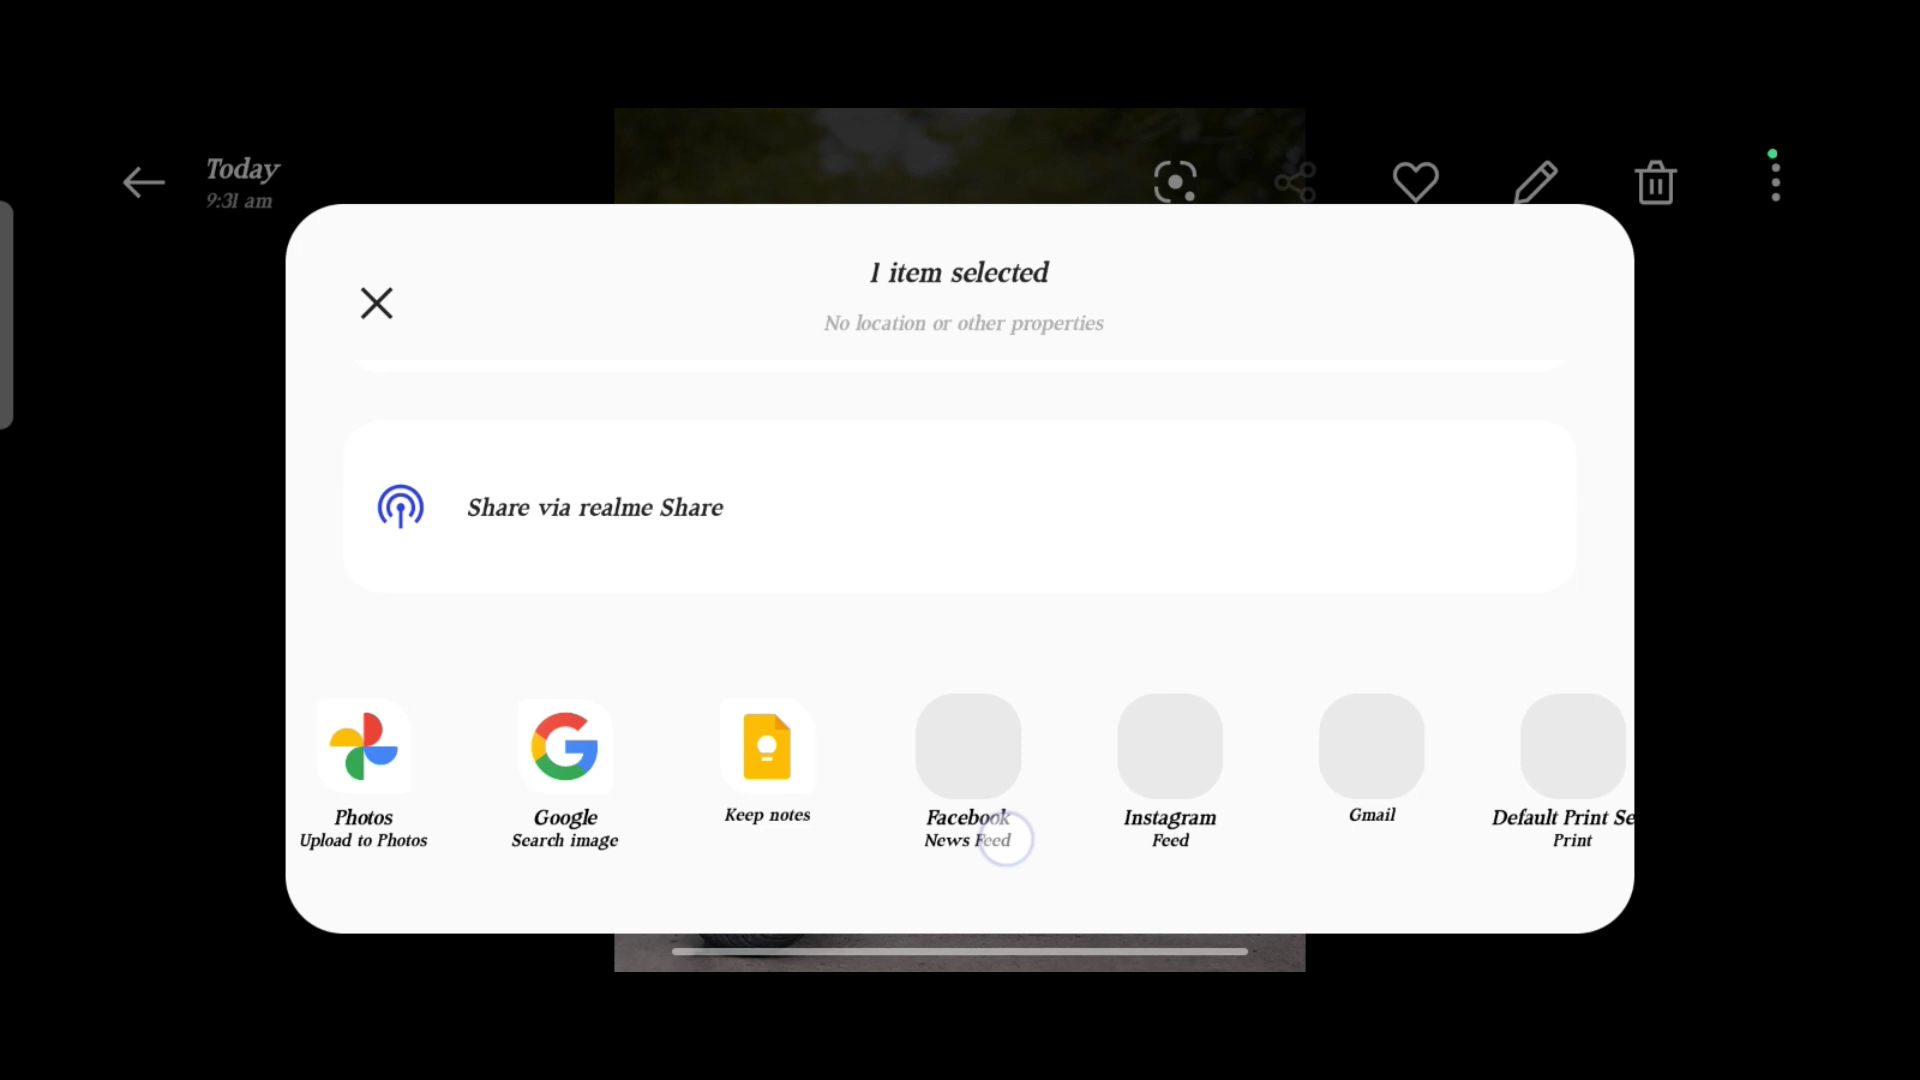 Today
9:31 am
1 item selected
No location or other properties
Share via realme Share
Photos
Upload to Photos
Google
Search image
Keep notes
Facebook
News Feed
Instagram
Feed
Gmail
Default Print Se
Print